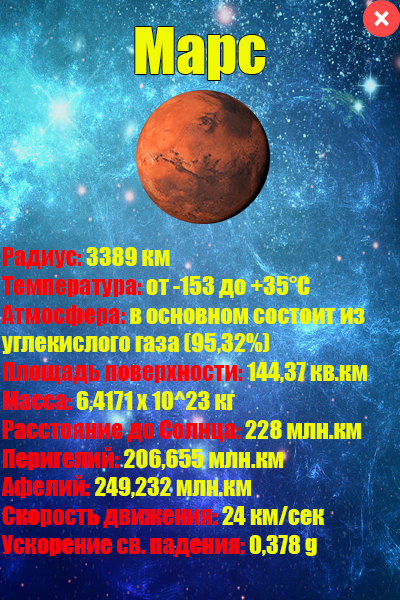 Марс
Радиус: 3389 км
Температура: от -153 до +35°С
Атмосфера: в основном состоит из
углекислого газа (95,32%)
Площадь поверхности: 144,37 кв.км
Масса: 6,4171 x 10^23 кг
Расстояние до Солнца: 228 млн.км
Перигелий: 206,655 млн.км
Афелий: 249,232 млн.км
Скорость движения: 24 км/сек
Ускорение св. падения: 0,378 g